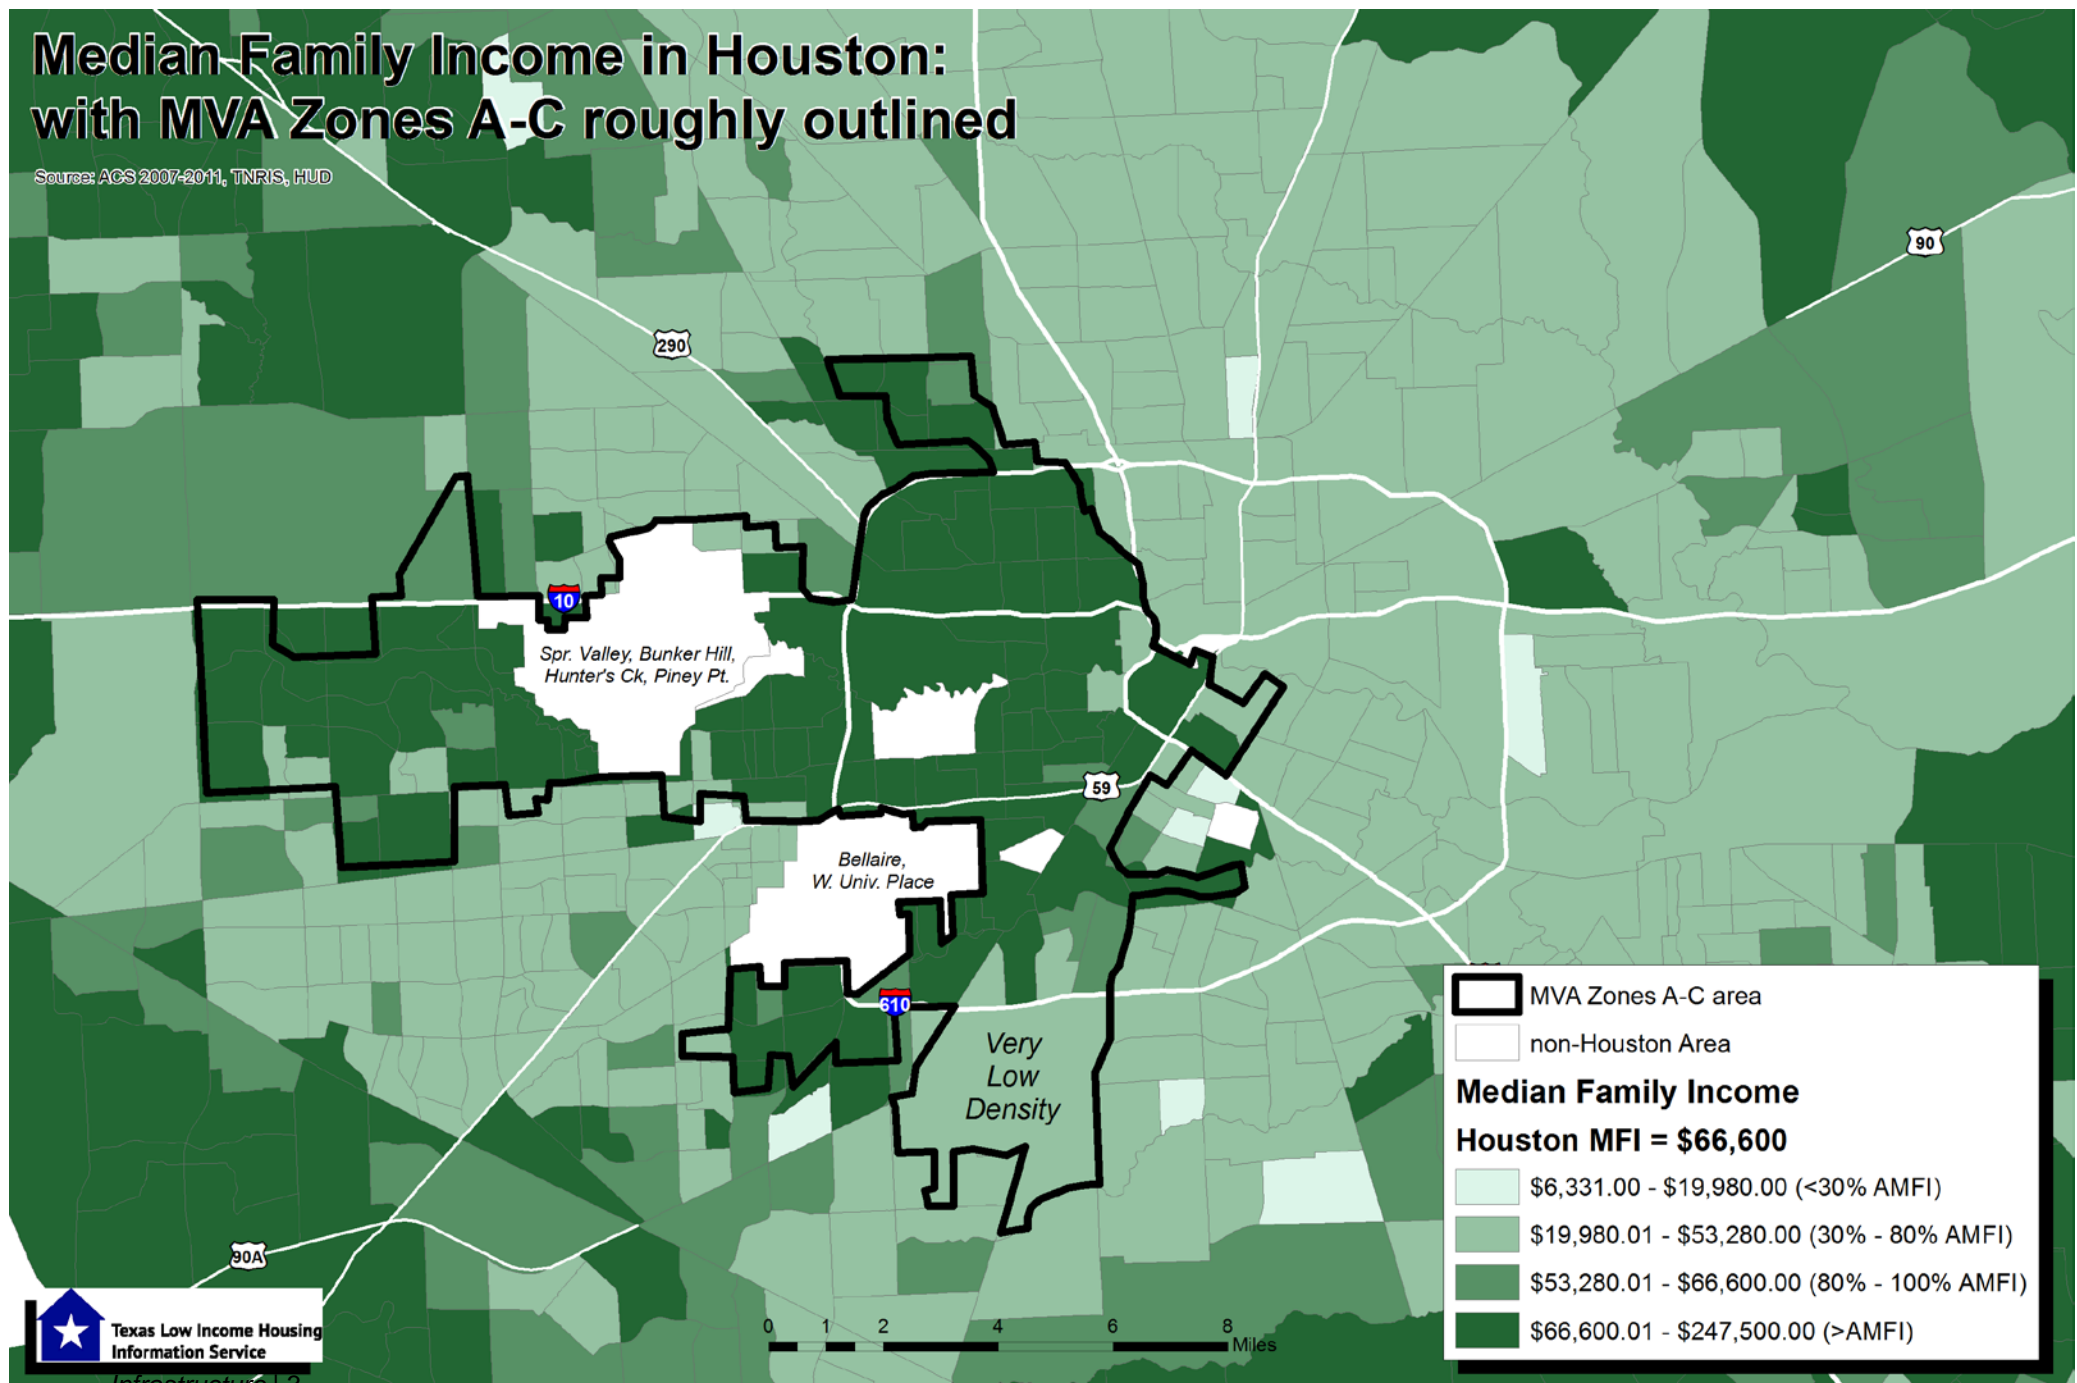 Median Family Income in Houston:
with MVA Zones A-C roughly outlined
Source: ACS 2007-2011, TNRIS, HUD
90
290
10
Spr. Valley, Bunker Hill,
Hunter's Ck, Piney Pt.
59
Bellaire,
W. Univ. Place
610
Very
Low
Density
90A
MVA Zones A-C area
non-Houston Area
Median Family Income
Houston MFI = $66,600
$6,331.00 - $19,980.00 (<30% AMFI)
$19,980.01 - $53,280.00 (30% - 80% AMFI)
$53,280.01 - $66,600.00 (80% - 100% AMFI)
$66,600.01 - $247,500.00 (>AMFI)
0 1 2 4 6 8
Miles
Texas Low Income Housing
Information Service
Infrastructure | 3